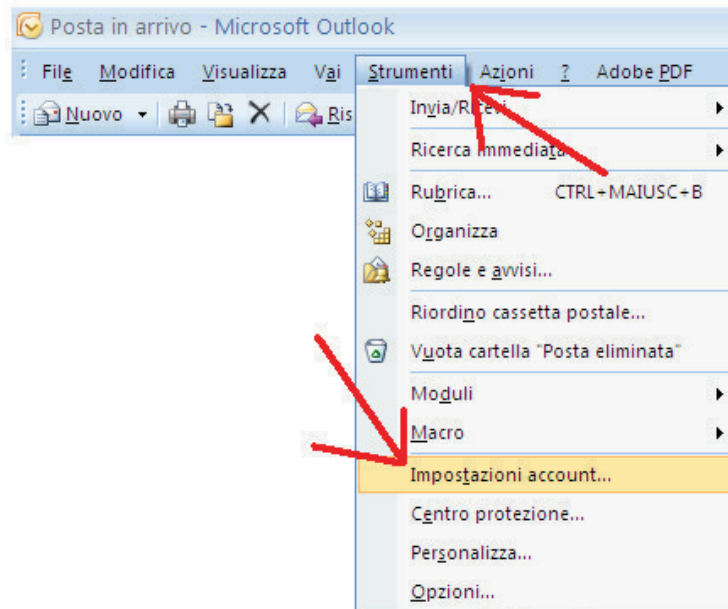 Posta in arrivo - Microsoft Outlook
File Modifica Visualizza Vai Strumenti Azioni ? Adobe PDF
Nuovo Ris
Invia/Ricevi
Ricerca immediata
Rubrica... CTRL+MAIUSC+B
Organizza
Regole e avvisi...
Riordino cassetta postale...
Vuota cartella "Posta eliminata"
Moduli
Macro
Impostazioni account...
Centro protezione...
Personalizza...
Opzioni...